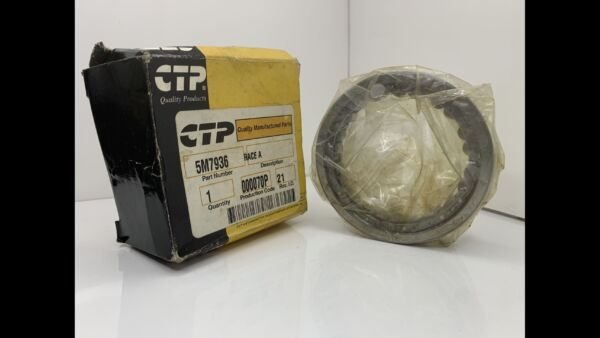 CTP
Quality Products
CTP
Quality Manufactured Parts
5M7936
Part Number
RACE A
Description
1
Quantity
000070P
Production Code
21